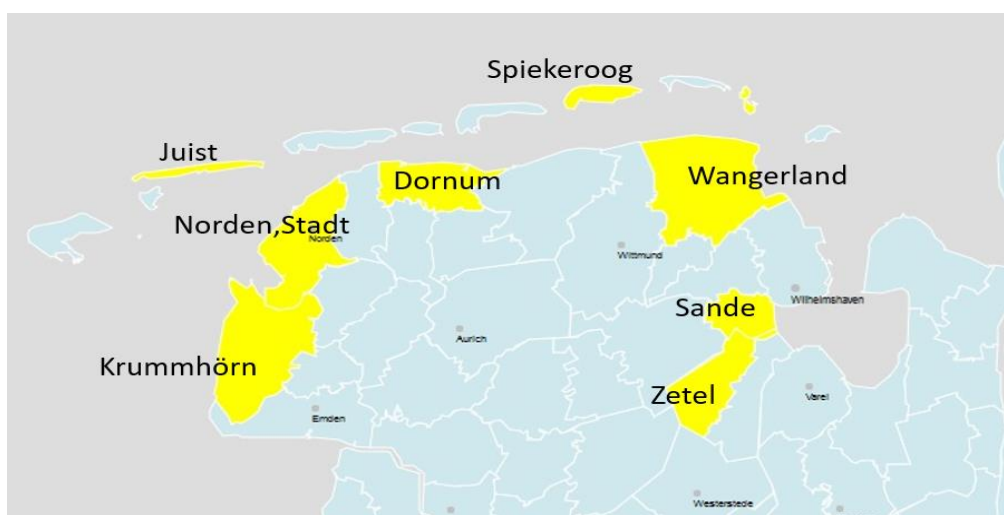 Spiekeroog
Juist
Dornum
Wangerland
Norden,Stadt
Norden
Wittmund
Sande
Wilhelmshaven
Aurich
Krummhörn
Zetel
Varel
Emden
Westerstede